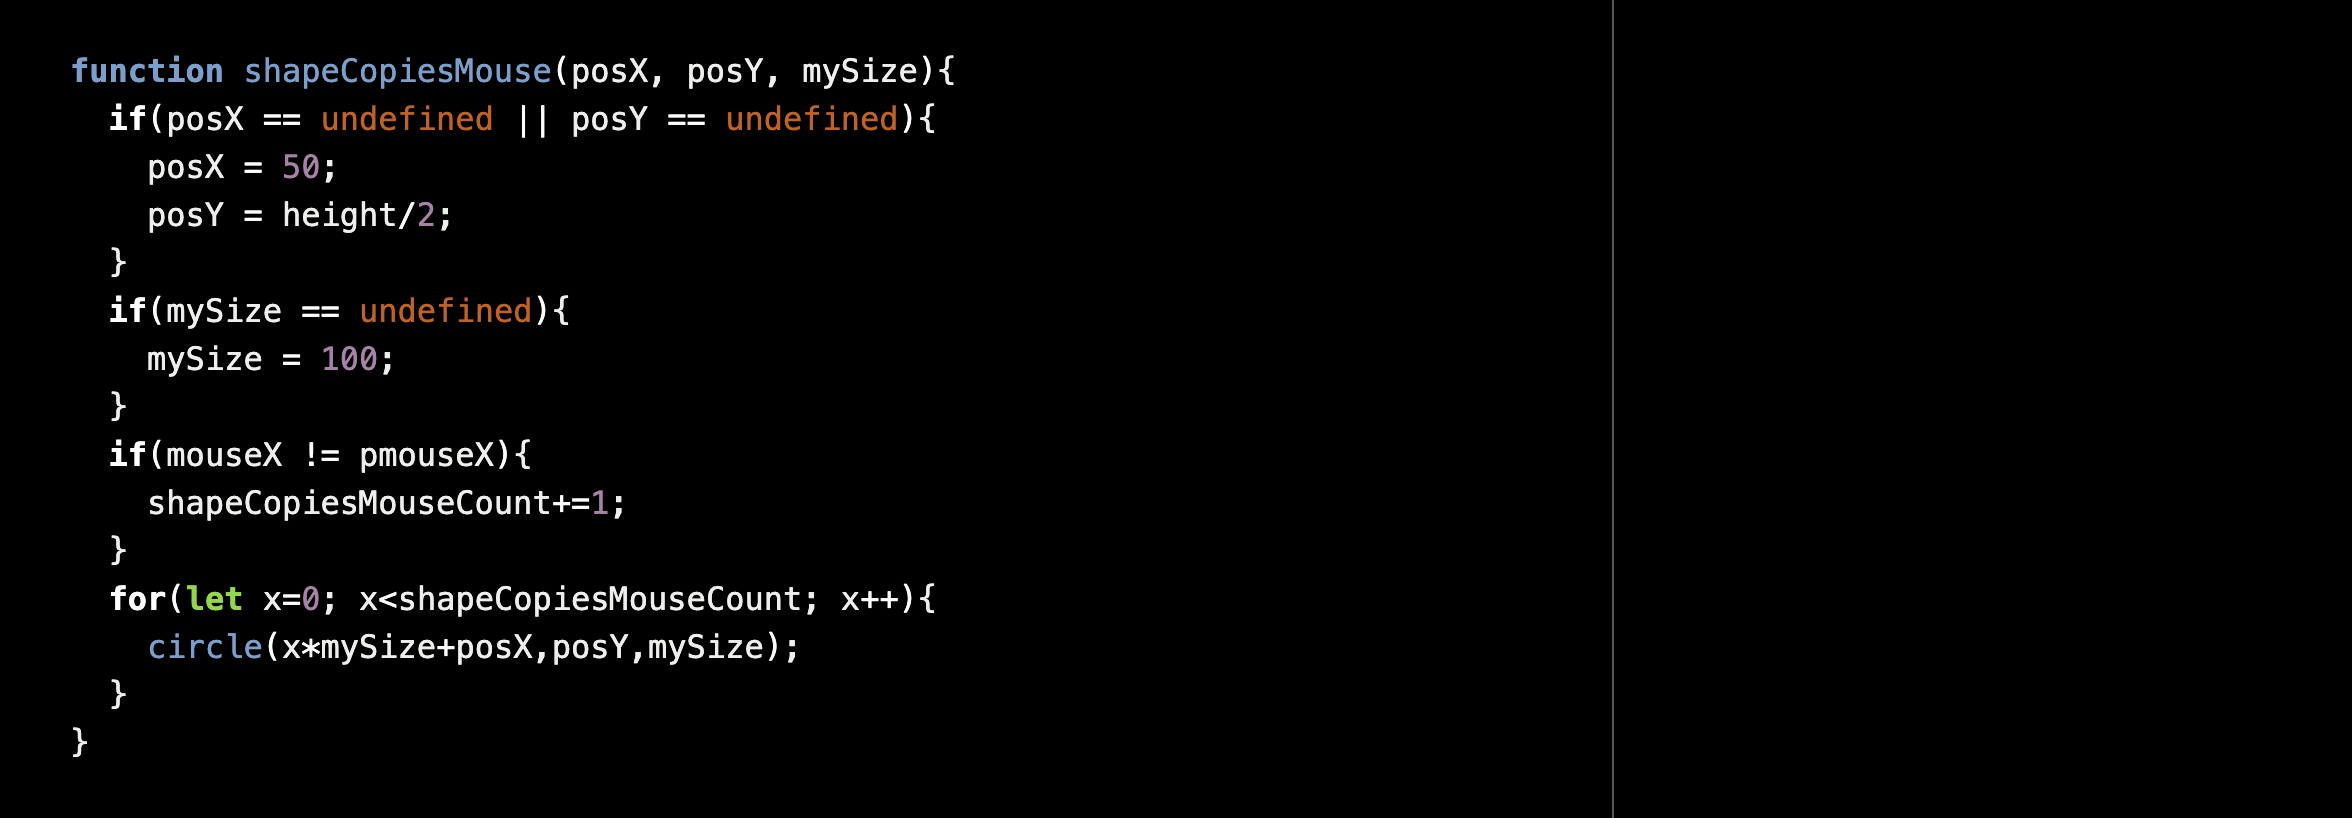 function shapeCopiesMouse(posX, posY, mySize){
  if(posX == undefined || posY == undefined){
    posX = 50;
    posY = height/2;
  }
  if(mySize == undefined){
    mySize = 100;
  }
  if(mouseX != pmouseX){
    shapeCopiesMouseCount+=1;
  }
  for(let x=0; x<shapeCopiesMouseCount; x++){
    circle(x*mySize+posX,posY,mySize);
  }
}